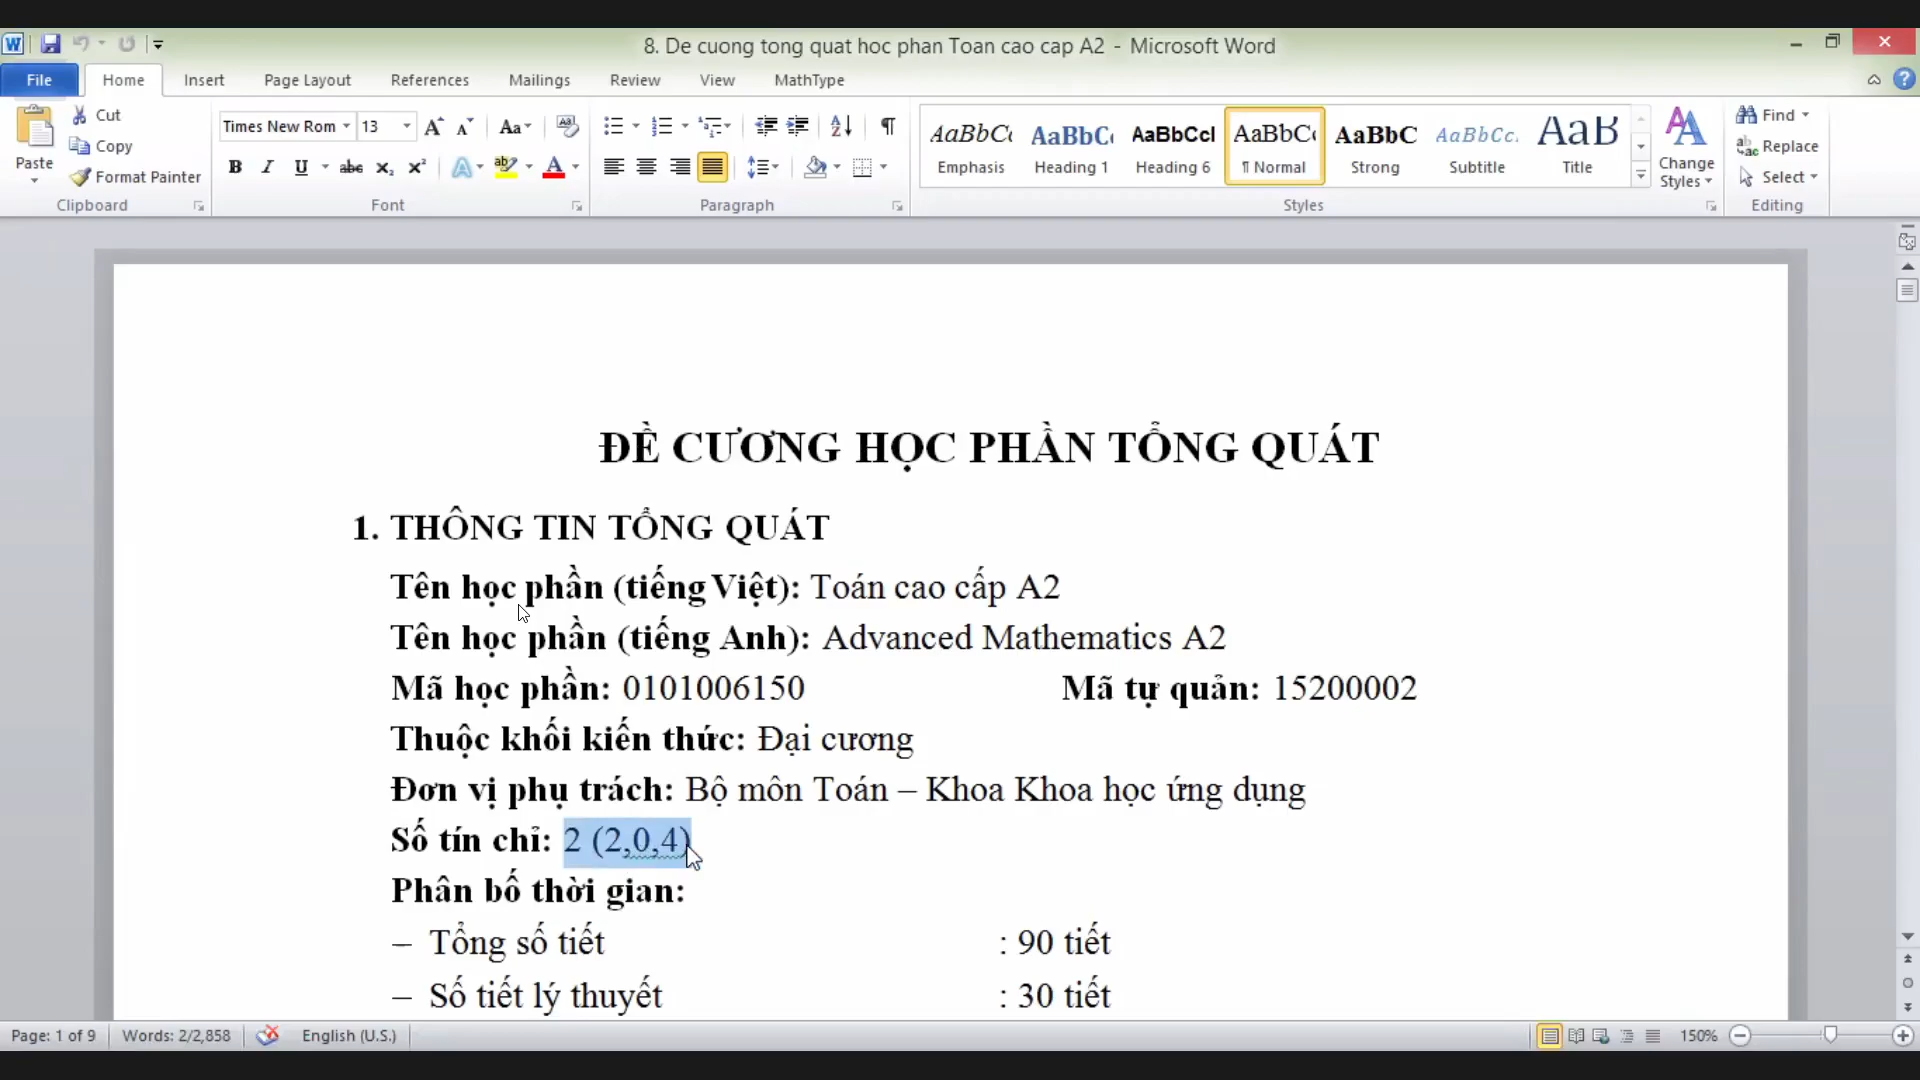 8. De cuong tong quat hoc phan Toan cao cap A2 - Microsoft Word
File Home Insert Page Layout References Mailings Review View MathType
Paste
Cut
Copy
Format Painter
Clipboard
Times New Rom 13
Font
Paragraph
AaBbCc Emphasis
AaBbC Heading 1
AaBbCcI Heading 6
AaBbCc ¶ Normal
AaBbC Strong
AaBbCc. Subtitle
AaB Title
Change Styles
Styles
Find
Replace
Select
Editing
ĐỀ CƯƠNG HỌC PHẦN TỔNG QUÁT
1. THÔNG TIN TỔNG QUÁT
Tên học phần (tiếng Việt): Toán cao cấp A2
Tên học phần (tiếng Anh): Advanced Mathematics A2
Mã học phần: 0101006150 Mã tự quản: 15200002
Thuộc khối kiến thức: Đại cương
Đơn vị phụ trách: Bộ môn Toán – Khoa Khoa học ứng dụng
Số tín chỉ: 2 (2,0,4)
Phân bố thời gian:
– Tổng số tiết : 90 tiết
– Số tiết lý thuyết : 30 tiết
Page: 1 of 9 Words: 2/2,858 English (U.S.) 150%